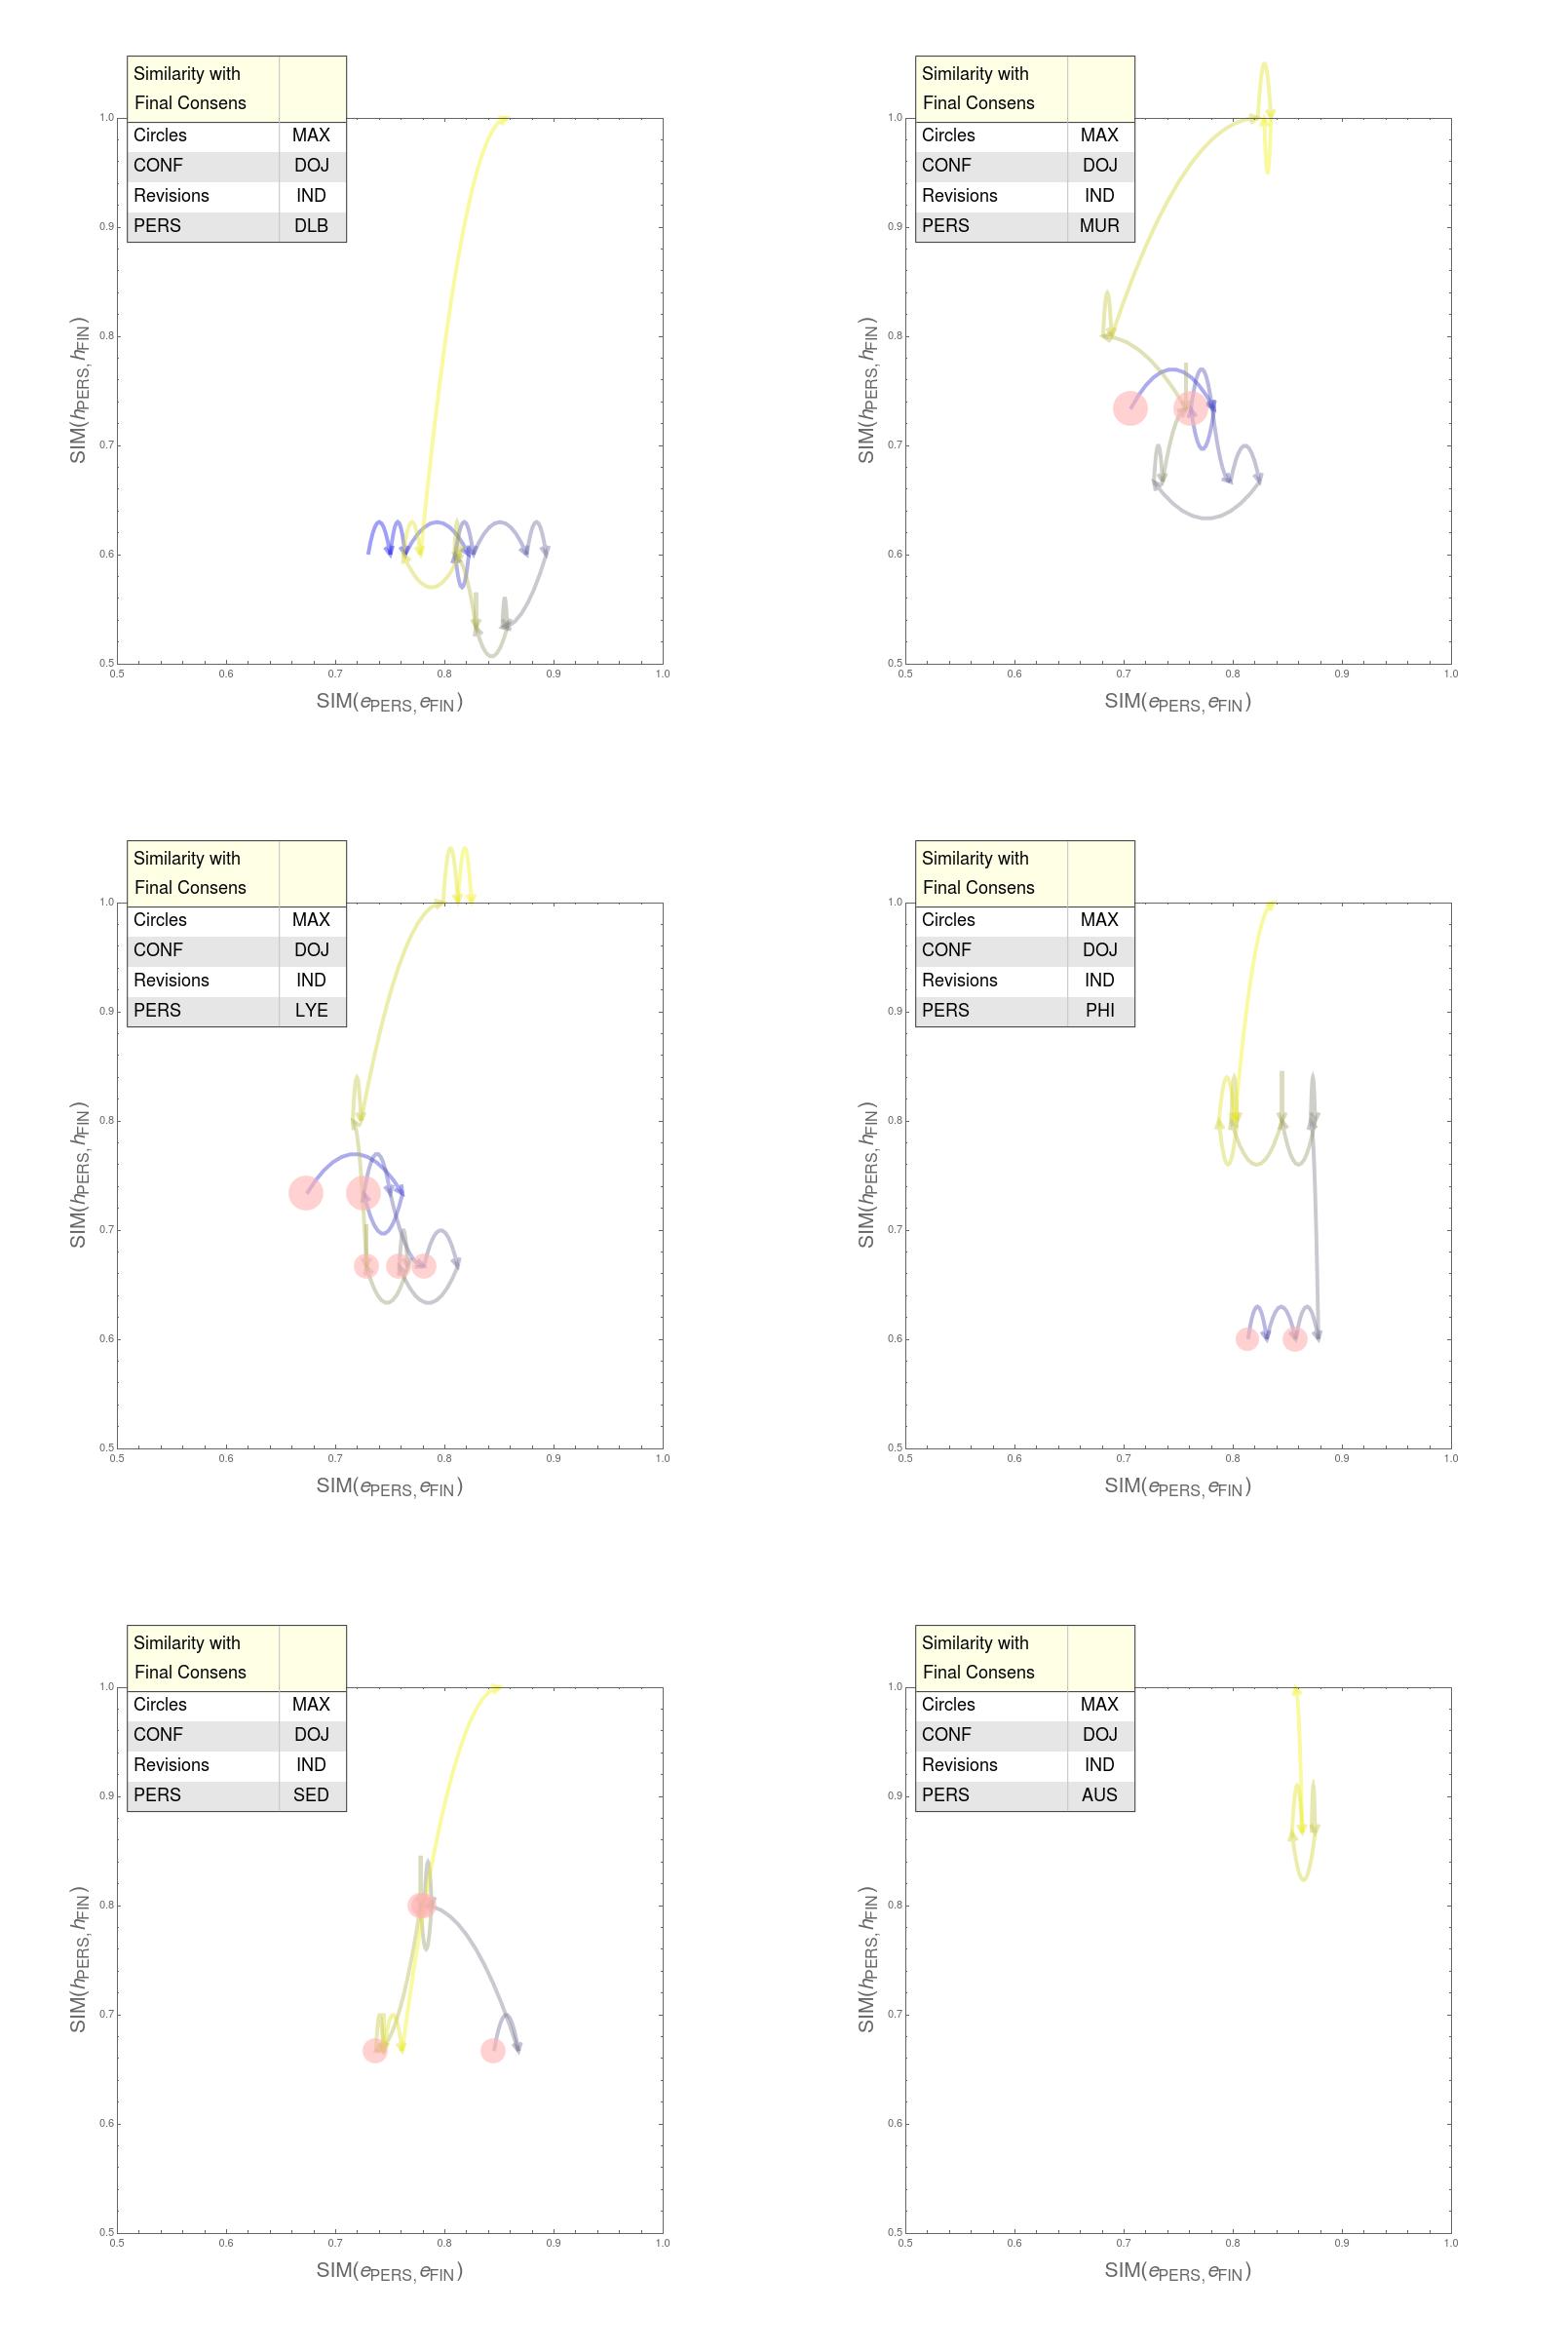 Similarity with
Final Consens
Circles MAX
CONF DOJ
Revisions IND
PERS DLB
1.0
0.9
0.8
0.7
0.6
0.5
SIM(hPERS, hFIN)
0.5 0.6 0.7 0.8 0.9 1.0
SIM(ePERS, eFIN)
Similarity with
Final Consens
Circles MAX
CONF DOJ
Revisions IND
PERS MUR
1.0
0.9
0.8
0.7
0.6
0.5
SIM(hPERS, hFIN)
0.5 0.6 0.7 0.8 0.9 1.0
SIM(ePERS, eFIN)
Similarity with
Final Consens
Circles MAX
CONF DOJ
Revisions IND
PERS LYE
1.0
0.9
0.8
0.7
0.6
0.5
SIM(hPERS, hFIN)
0.5 0.6 0.7 0.8 0.9 1.0
SIM(ePERS, eFIN)
Similarity with
Final Consens
Circles MAX
CONF DOJ
Revisions IND
PERS PHI
1.0
0.9
0.8
0.7
0.6
0.5
SIM(hPERS, hFIN)
0.5 0.6 0.7 0.8 0.9 1.0
SIM(ePERS, eFIN)
Similarity with
Final Consens
Circles MAX
CONF DOJ
Revisions IND
PERS SED
1.0
0.9
0.8
0.7
0.6
0.5
SIM(hPERS, hFIN)
0.5 0.6 0.7 0.8 0.9 1.0
SIM(ePERS, eFIN)
Similarity with
Final Consens
Circles MAX
CONF DOJ
Revisions IND
PERS AUS
1.0
0.9
0.8
0.7
0.6
0.5
SIM(hPERS, hFIN)
0.5 0.6 0.7 0.8 0.9 1.0
SIM(ePERS, eFIN)